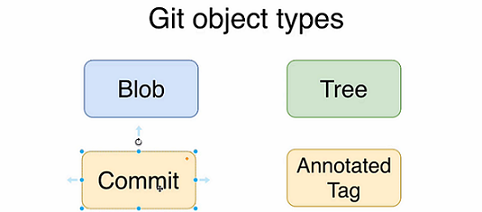 Git object types
Blob
Tree
Commit
Annotated
Tag